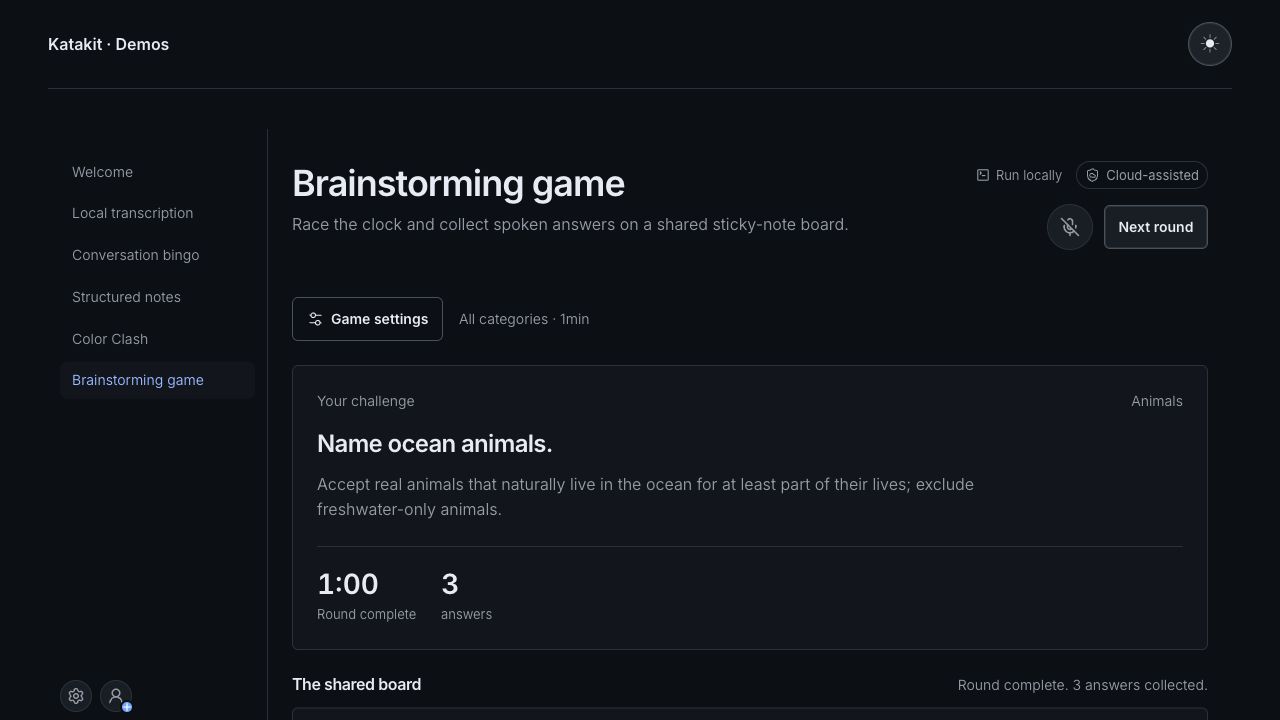 Katakit · Demos
Welcome
Local transcription
Conversation bingo
Structured notes
Color Clash
Brainstorming game
Brainstorming game
Race the clock and collect spoken answers on a shared sticky-note board.
Run locally
Cloud-assisted
Next round
Game settings
All categories · 1min
Your challenge
Animals
Name ocean animals.
Accept real animals that naturally live in the ocean for at least part of their lives; exclude
freshwater-only animals.
1:00
Round complete
3
answers
The shared board
Round complete. 3 answers collected.